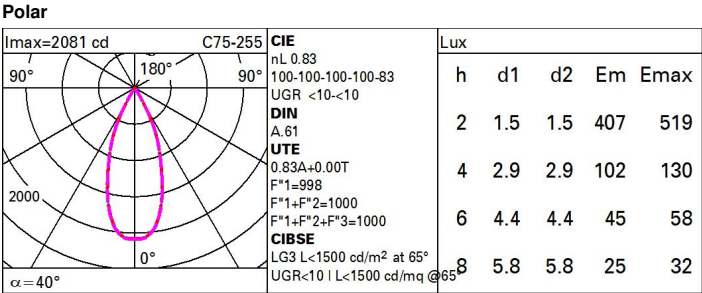 Polar
Imax=2081 cd C75-255
90° 180° 90°
2000
0°
α=40°
CIE
nL 0.83
100-100-100-100-83
UGR <10-<10
DIN
A.61
UTE
0.83A+0.00T
F"1=998
F"1+F"2=1000
F"1+F"2+F"3=1000
CIBSE
LG3 L<1500 cd/m² at 65°
UGR<10 | L<1500 cd/mq @65°
Lux
h d1 d2 Em Emax
2 1.5 1.5 407 519
4 2.9 2.9 102 130
6 4.4 4.4 45 58
8 5.8 5.8 25 32